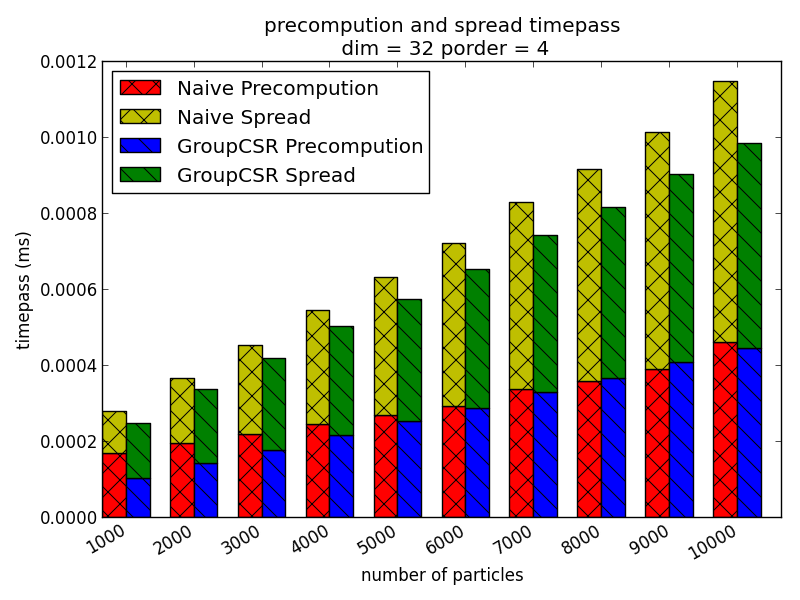 precompution and spread timepass
dim = 32 porder = 4
0.0012
0.0010
0.0008
0.0006
0.0004
0.0002
0.0000
timepass (ms)
Naive Precompution
Naive Spread
GroupCSR Precompution
GroupCSR Spread
1000 2000 3000 4000 5000 6000 7000 8000 9000 10000
number of particles